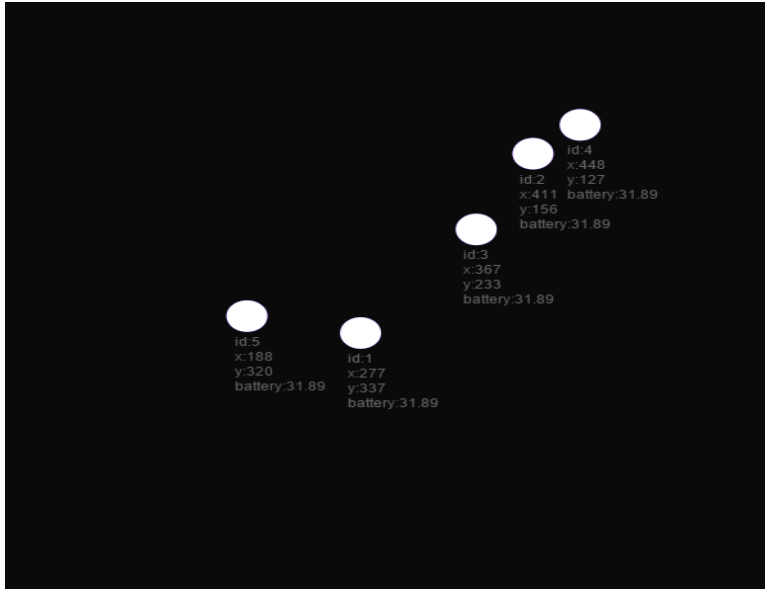 id:4
x:448
y:127
battery:31.89
id:2
x:411
y:156
battery:31.89
id:3
x:367
y:233
battery:31.89
id:5
x:188
y:320
battery:31.89
id:1
x:277
y:337
battery:31.89